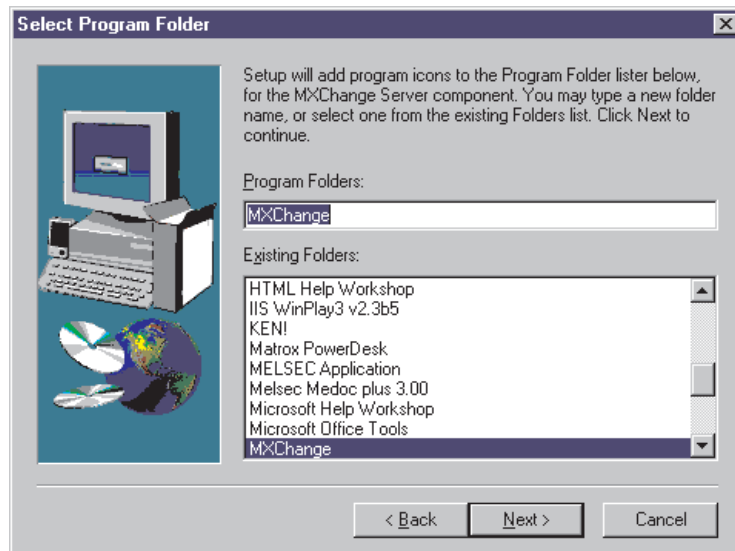 Select Program Folder
Setup will add program icons to the Program Folder lister below,
for the MXChange Server component. You may type a new folder
name, or select one from the existing Folders list. Click Next to
continue.
Program Folders:
MXChange
Existing Folders:
HTML Help Workshop
IIS WinPlay3 v2.3b5
KEN!
Matrox PowerDesk
MELSEC Application
Melsec Medoc plus 3.00
Microsoft Help Workshop
Microsoft Office Tools
MXChange
< Back
Next >
Cancel